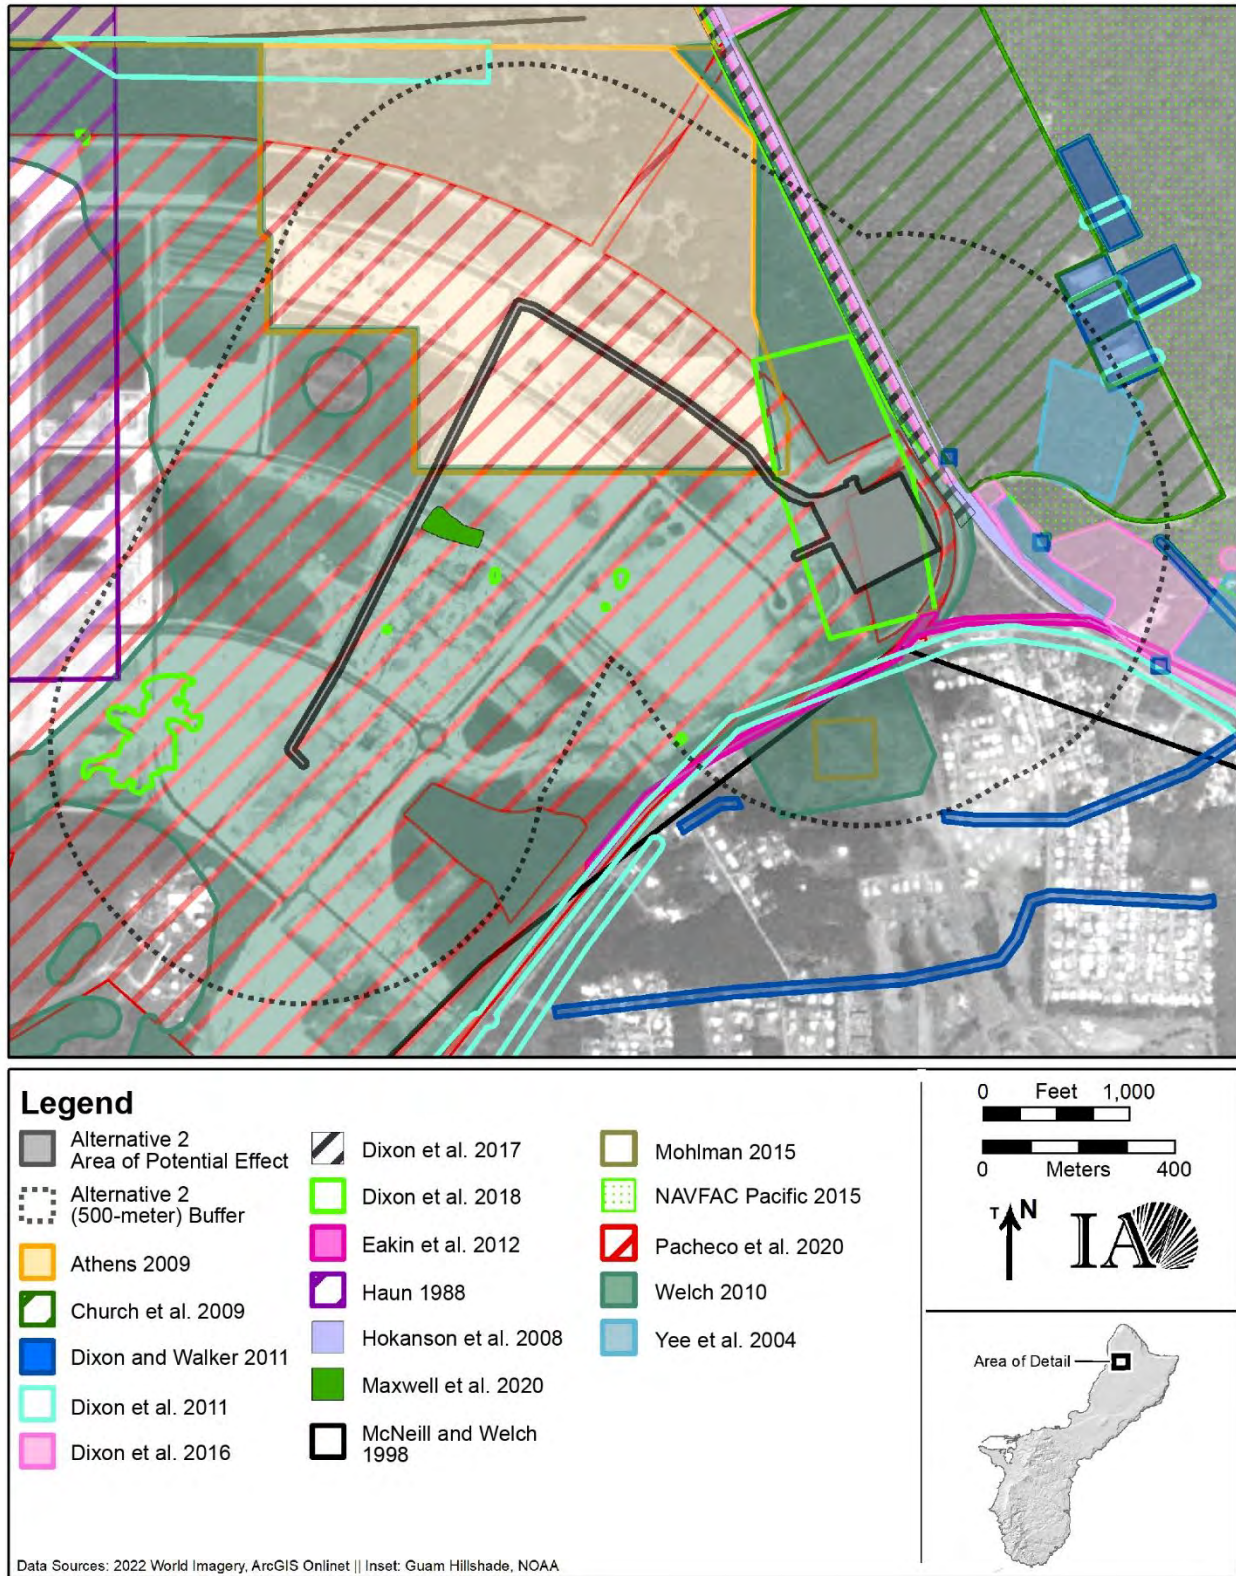 Legend
Alternative 2
Area of Potential Effect
Alternative 2
(500-meter) Buffer
Athens 2009
Church et al. 2009
Dixon and Walker 2011
Dixon et al. 2011
Dixon et al. 2016
Dixon et al. 2017
Dixon et al. 2018
Eakin et al. 2012
Haun 1988
Hokanson et al. 2008
Maxwell et al. 2020
McNeill and Welch
1998
Mohlman 2015
NAVFAC Pacific 2015
Pacheco et al. 2020
Welch 2010
Yee et al. 2004
0 Feet 1,000
0 Meters 400
T N
IA
Area of Detail
Data Sources: 2022 World Imagery, ArcGIS Onlinet || Inset: Guam Hillshade, NOAA